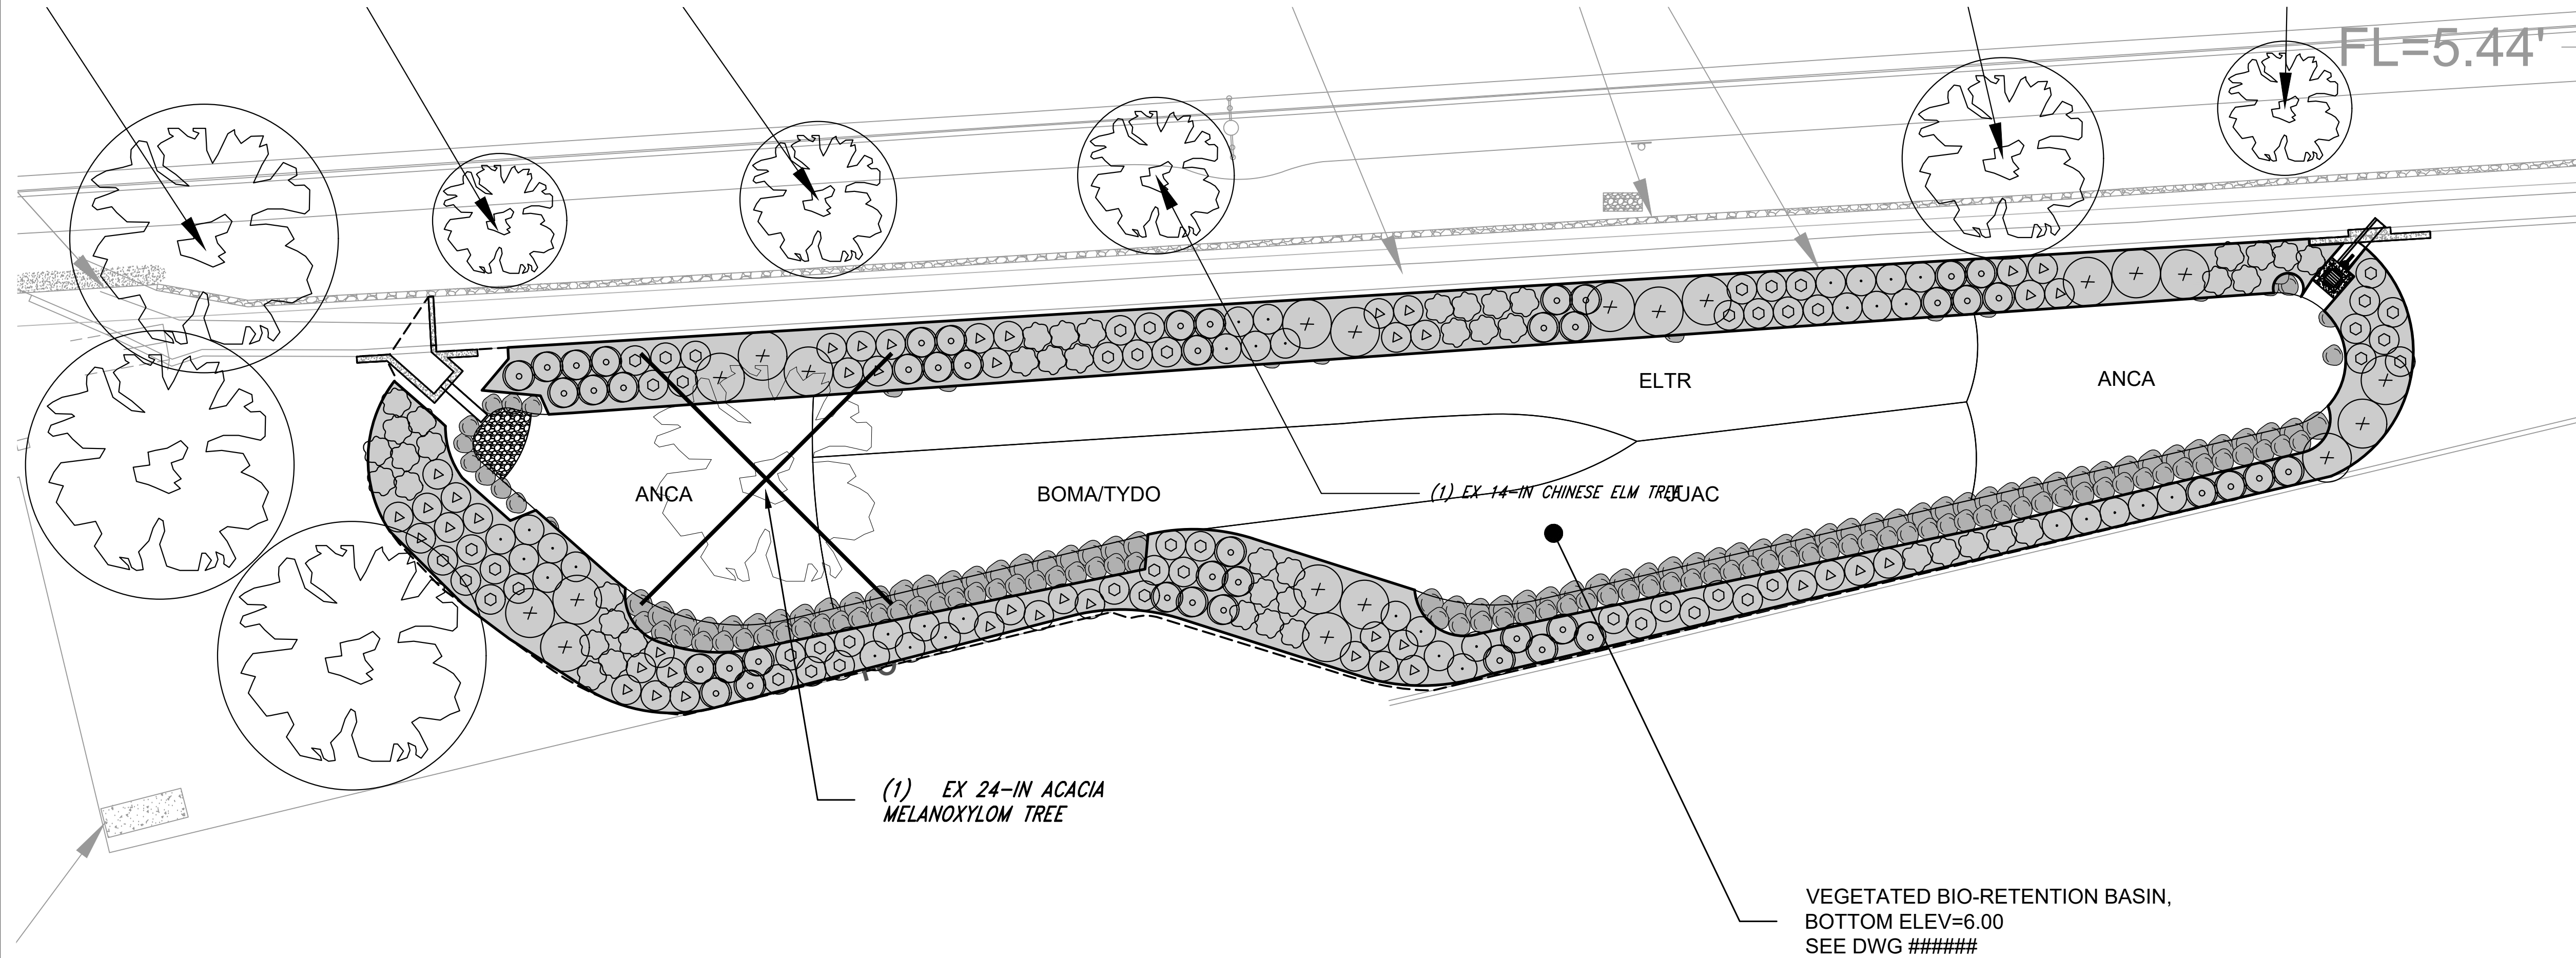 FL=5.44'
ELTR
ANCA
ANCA
BOMA/TYDO
(1) EX 14-IN CHINESE ELM TREE
JUAC
(1) EX 24-IN ACACIA
MELANOXYLOM TREE
VEGETATED BIO-RETENTION BASIN,
BOTTOM ELEV=6.00
SEE DWG ######